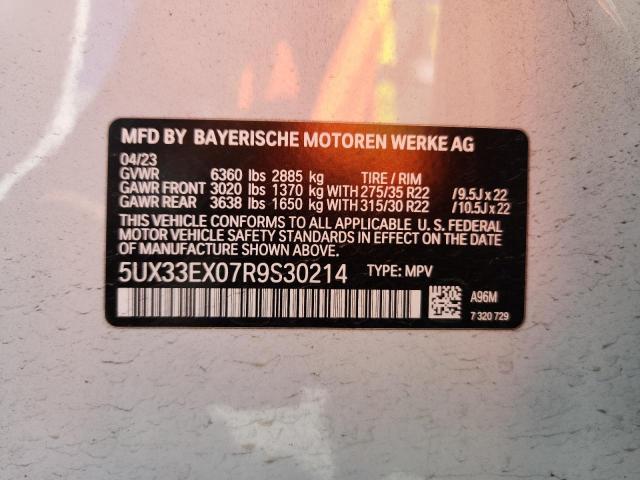 MFD BY BAYERISCHE MOTOREN WERKE AG
04/23
GVWR 6360 lbs 2885 kg TIRE / RIM
GAWR FRONT 3020 lbs 1370 kg WITH 275/35 R22 /9.5J x 22
GAWR REAR 3638 lbs 1650 kg WITH 315/30 R22 /10.5J x 22
THIS VEHICLE CONFORMS TO ALL APPLICABLE U. S. FEDERAL
MOTOR VEHICLE SAFETY STANDARDS IN EFFECT ON THE DATE OF
MANUFACTURE SHOWN ABOVE.
5UX33EX07R9S30214 TYPE: MPV
A96M
7 320 729